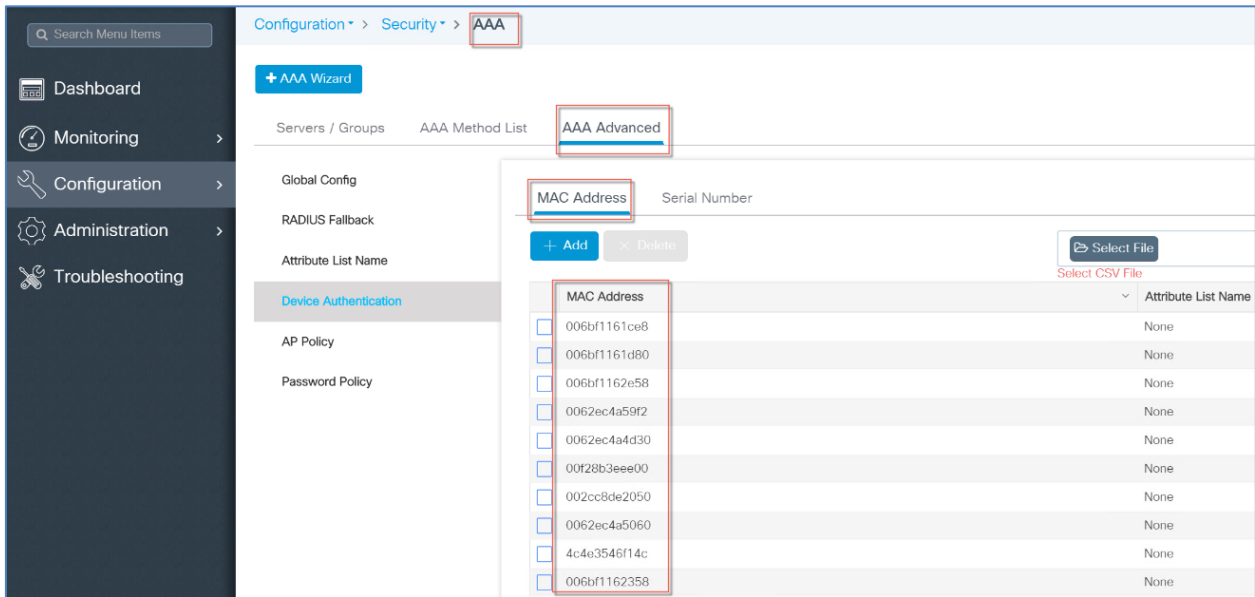 Search Menu Items
Dashboard
Monitoring
Configuration
Administration
Troubleshooting
Configuration > Security > AAA
+ AAA Wizard
Servers / Groups AAA Method List AAA Advanced
Global Config
RADIUS Fallback
Attribute List Name
Device Authentication
AP Policy
Password Policy
MAC Address Serial Number
+ Add × Delete
Select File
Select CSV File
MAC Address Attribute List Name
006bf1161ce8 None
006bf1161d80 None
006bf1162e58 None
0062ec4a59f2 None
0062ec4a4d30 None
00f28b3eee00 None
002cc8de2050 None
0062ec4a5060 None
4c4e3546f14c None
006bf1162358 None